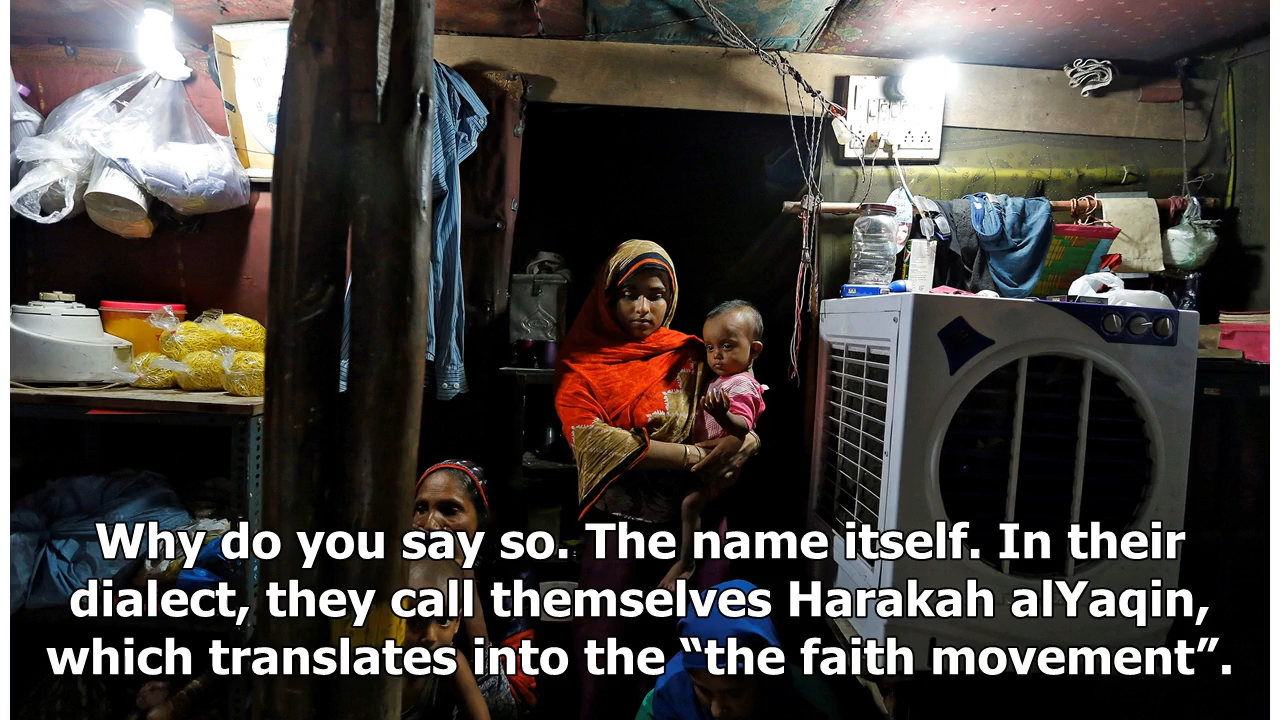 Why do you say so. The name itself. In their
dialect, they call themselves Harakah alYaqin,
which translates into the “the faith movement”.